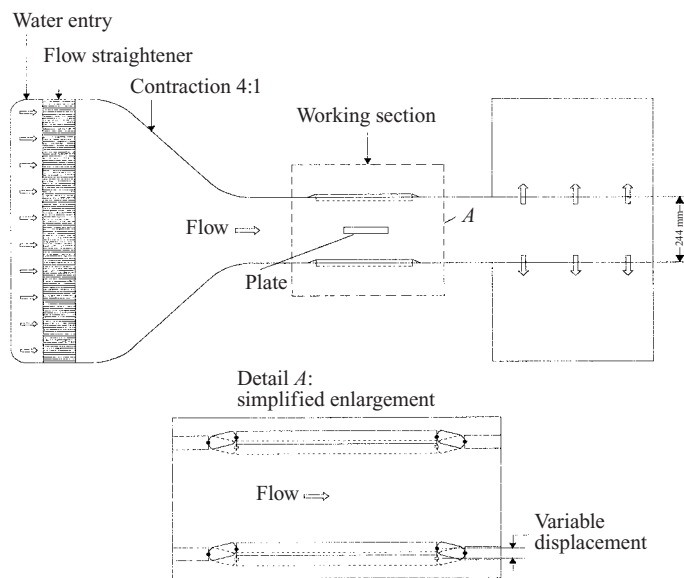 Water entry
Flow straightener
Contraction 4:1
Working section
Flow
A
Plate
244 mm
Detail A:
simplified enlargement
Flow
Variable
displacement